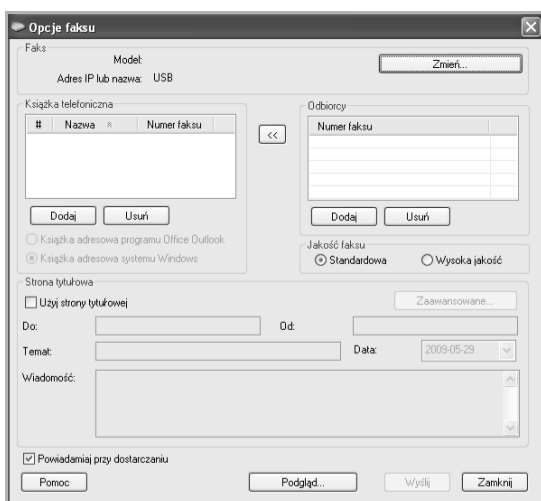 Opcje faksu
Faks
Model:
Zmień...
Adres IP lub nazwa: USB
Książka telefoniczna
# Nazwa Numer faksu
<<
Odbiorcy
Numer faksu
Dodaj Usuń
Dodaj Usuń
Książka adresowa programu Office Outlook
Książka adresowa systemu Windows
Jakość faksu
Standardowa Wysoka jakość
Strona tytułowa
Użyj strony tytułowej
Zaawansowane...
Do: Od:
Temat: Data: 2009-05-29
Wiadomość:
Powiadamiaj przy dostarczaniu
Pomoc Podgląd... Wyślij Zamknij